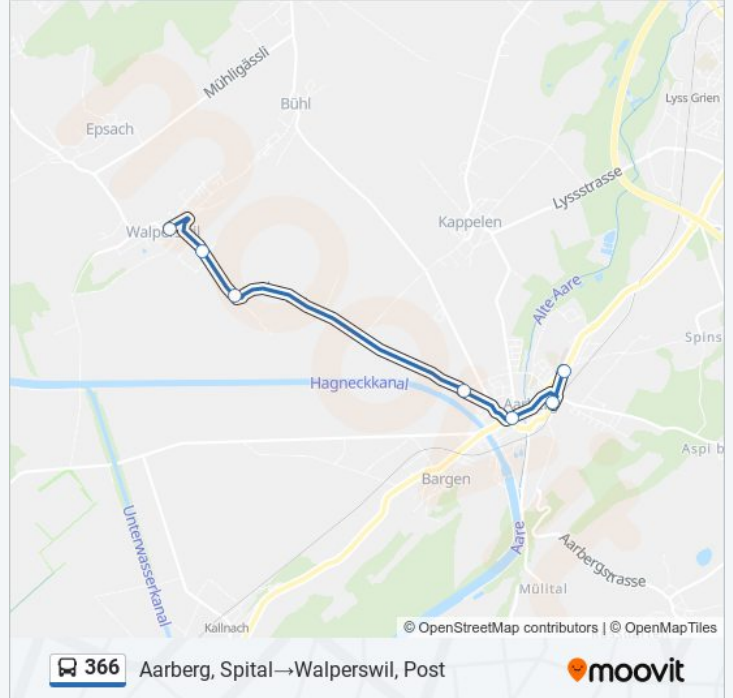 Mühligässli
Lyss Grien
Bühl
Epsach
Lyssstrasse
Kappelen
Walperswil
Alte Aare
Spins
Hagneckkanal
Aarberg
Aspi b
Bargen
Unterwasserkanal
Aare
Aarbergstrasse
Mülital
Kallnach
© OpenStreetMap contributors | © OpenMapTiles
366 Aarberg, Spital→Walperswil, Post
moovit